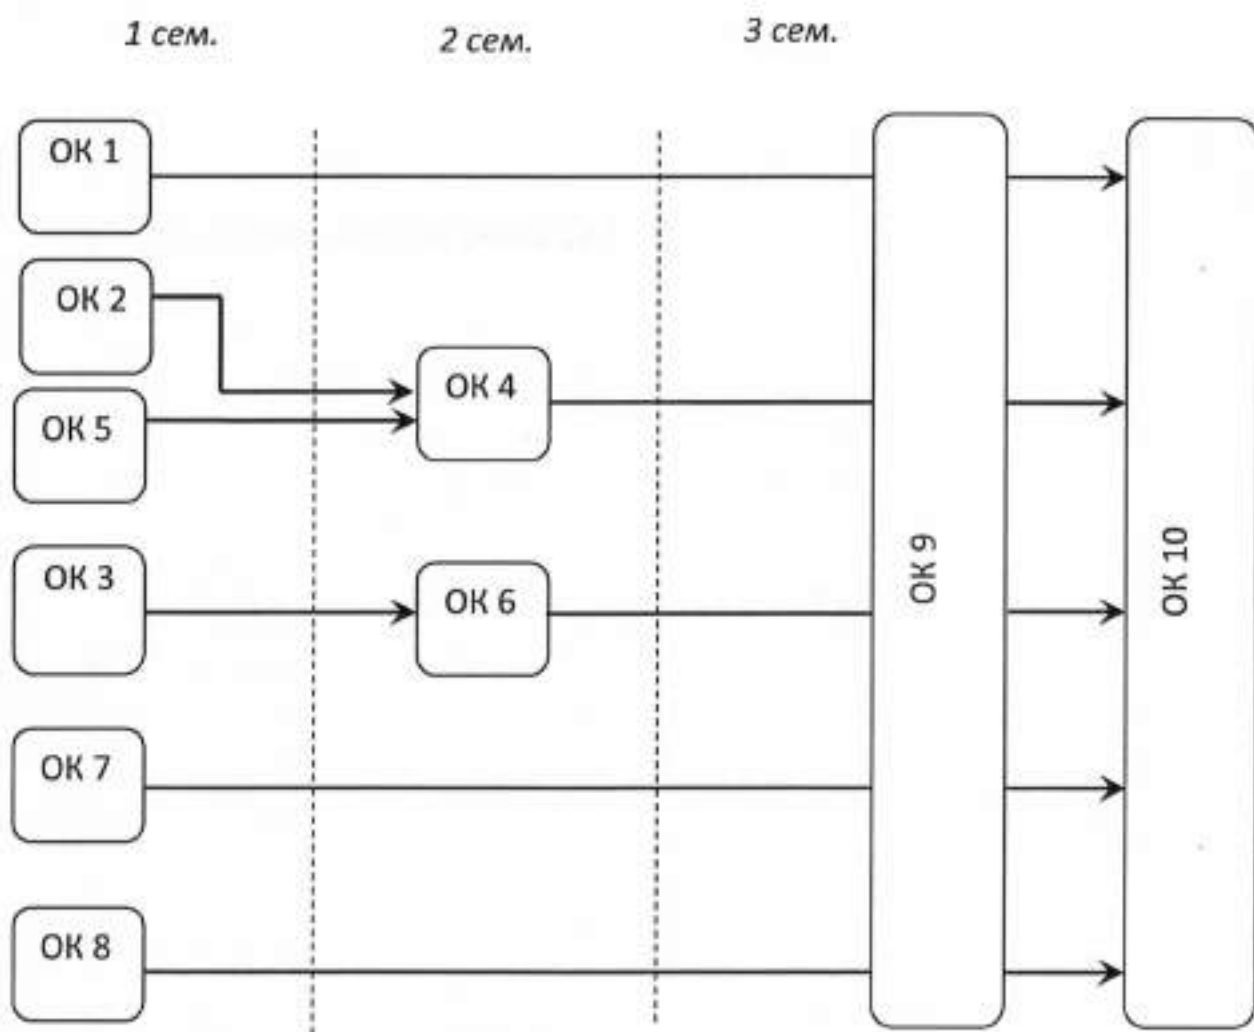 1 сем.
2 сем.
3 сем.
ОК 1
ОК 2
ОК 5
ОК 4
ОК 3
ОК 6
ОК 7
ОК 8
ОК 9
ОК 10